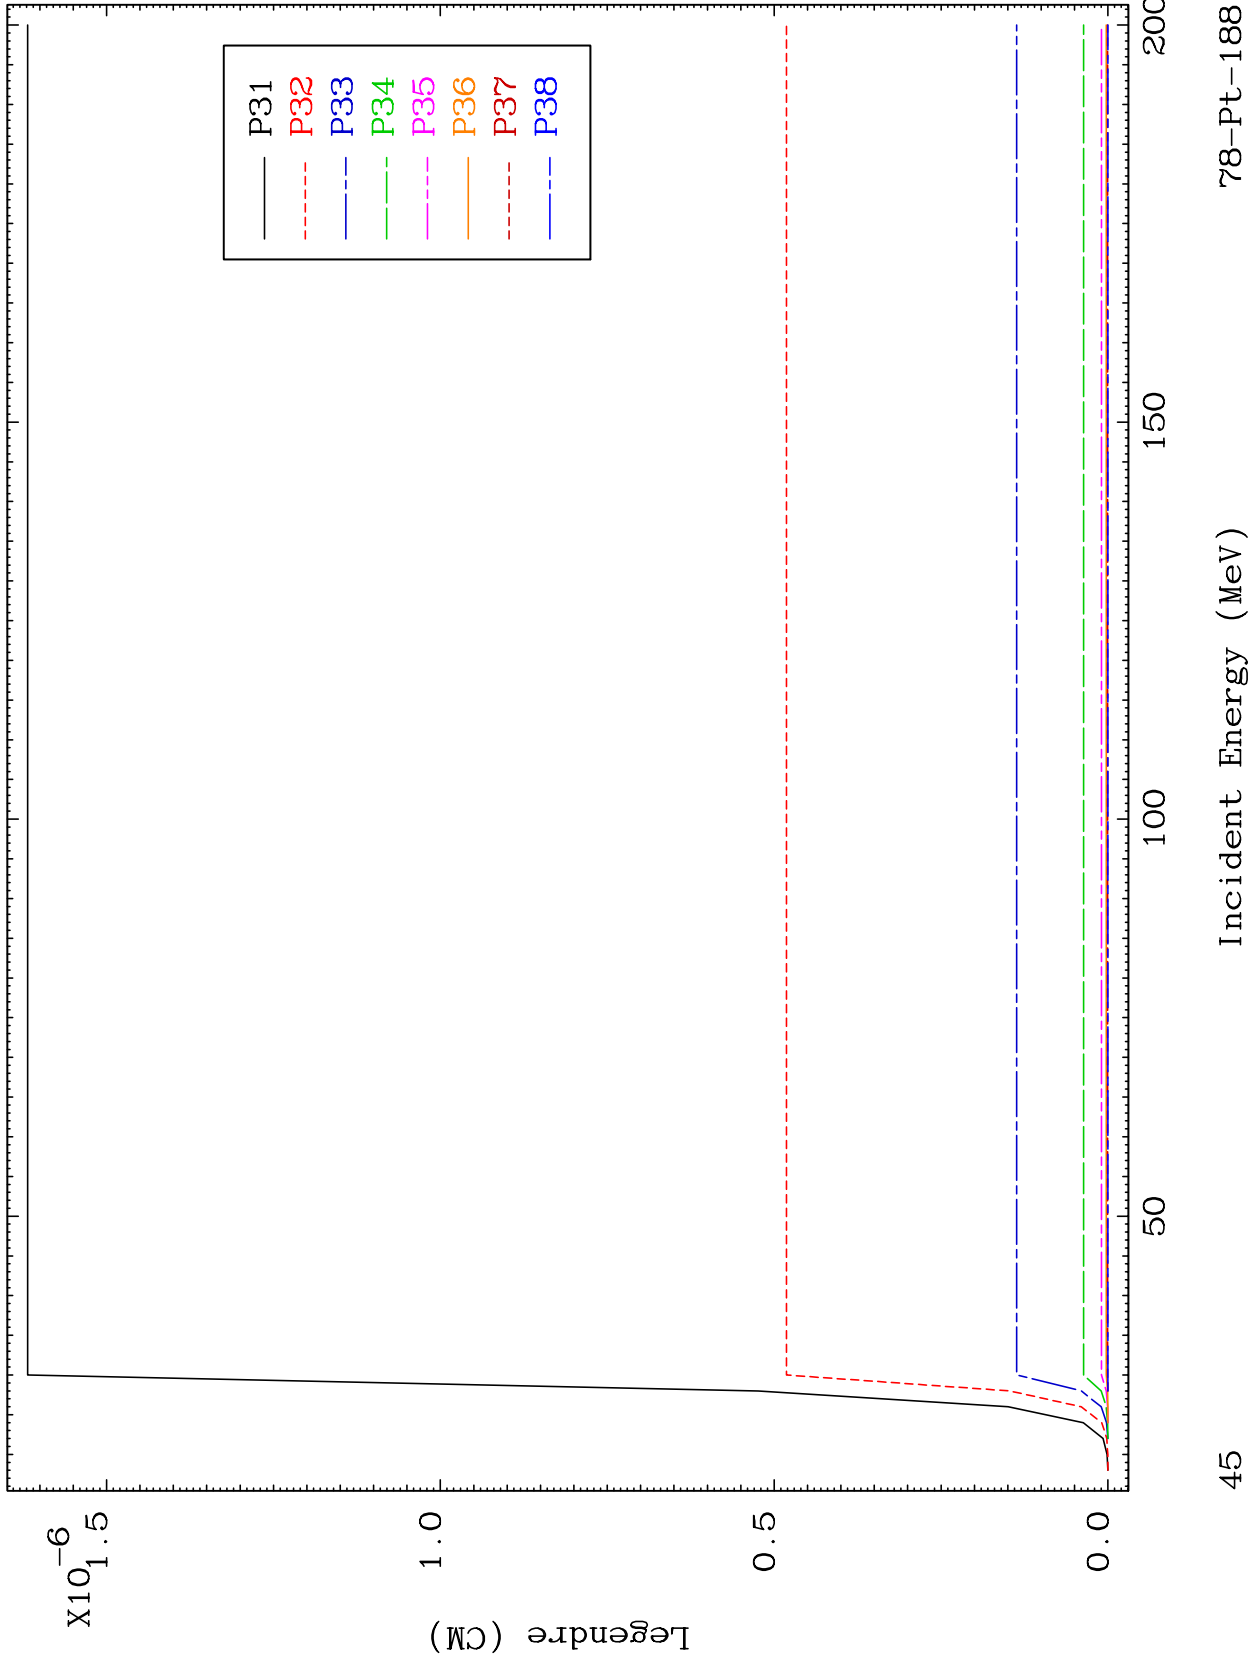 X10-6
1.5
1.0
0.5
0.0
Legendre (CM)
P31
P32
P33
P34
P35
P36
P37
P38
50
100
150
200
Incident Energy (MeV)
45
78-Pt-188